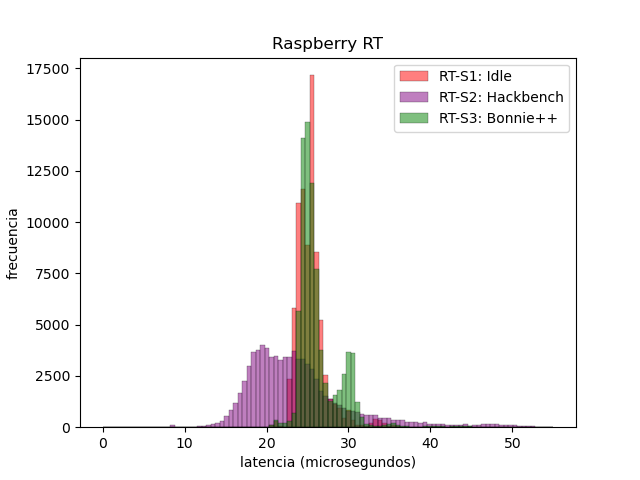 Raspberry RT
RT-S1: Idle
RT-S2: Hackbench
RT-S3: Bonnie++
frecuencia
17500
15000
12500
10000
7500
5000
2500
0
0 10 20 30 40 50
latencia (microsegundos)